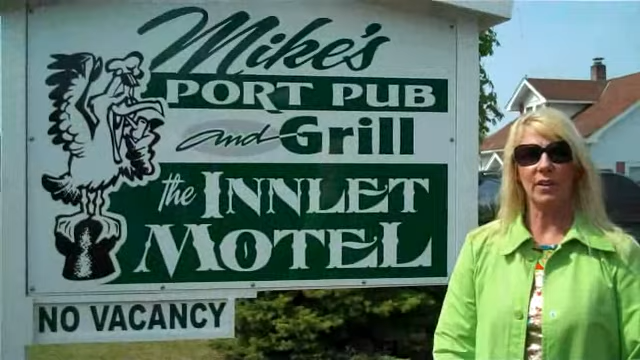 Mike's
PORT PUB
and Grill
the INNLET
MOTEL
NO VACANCY